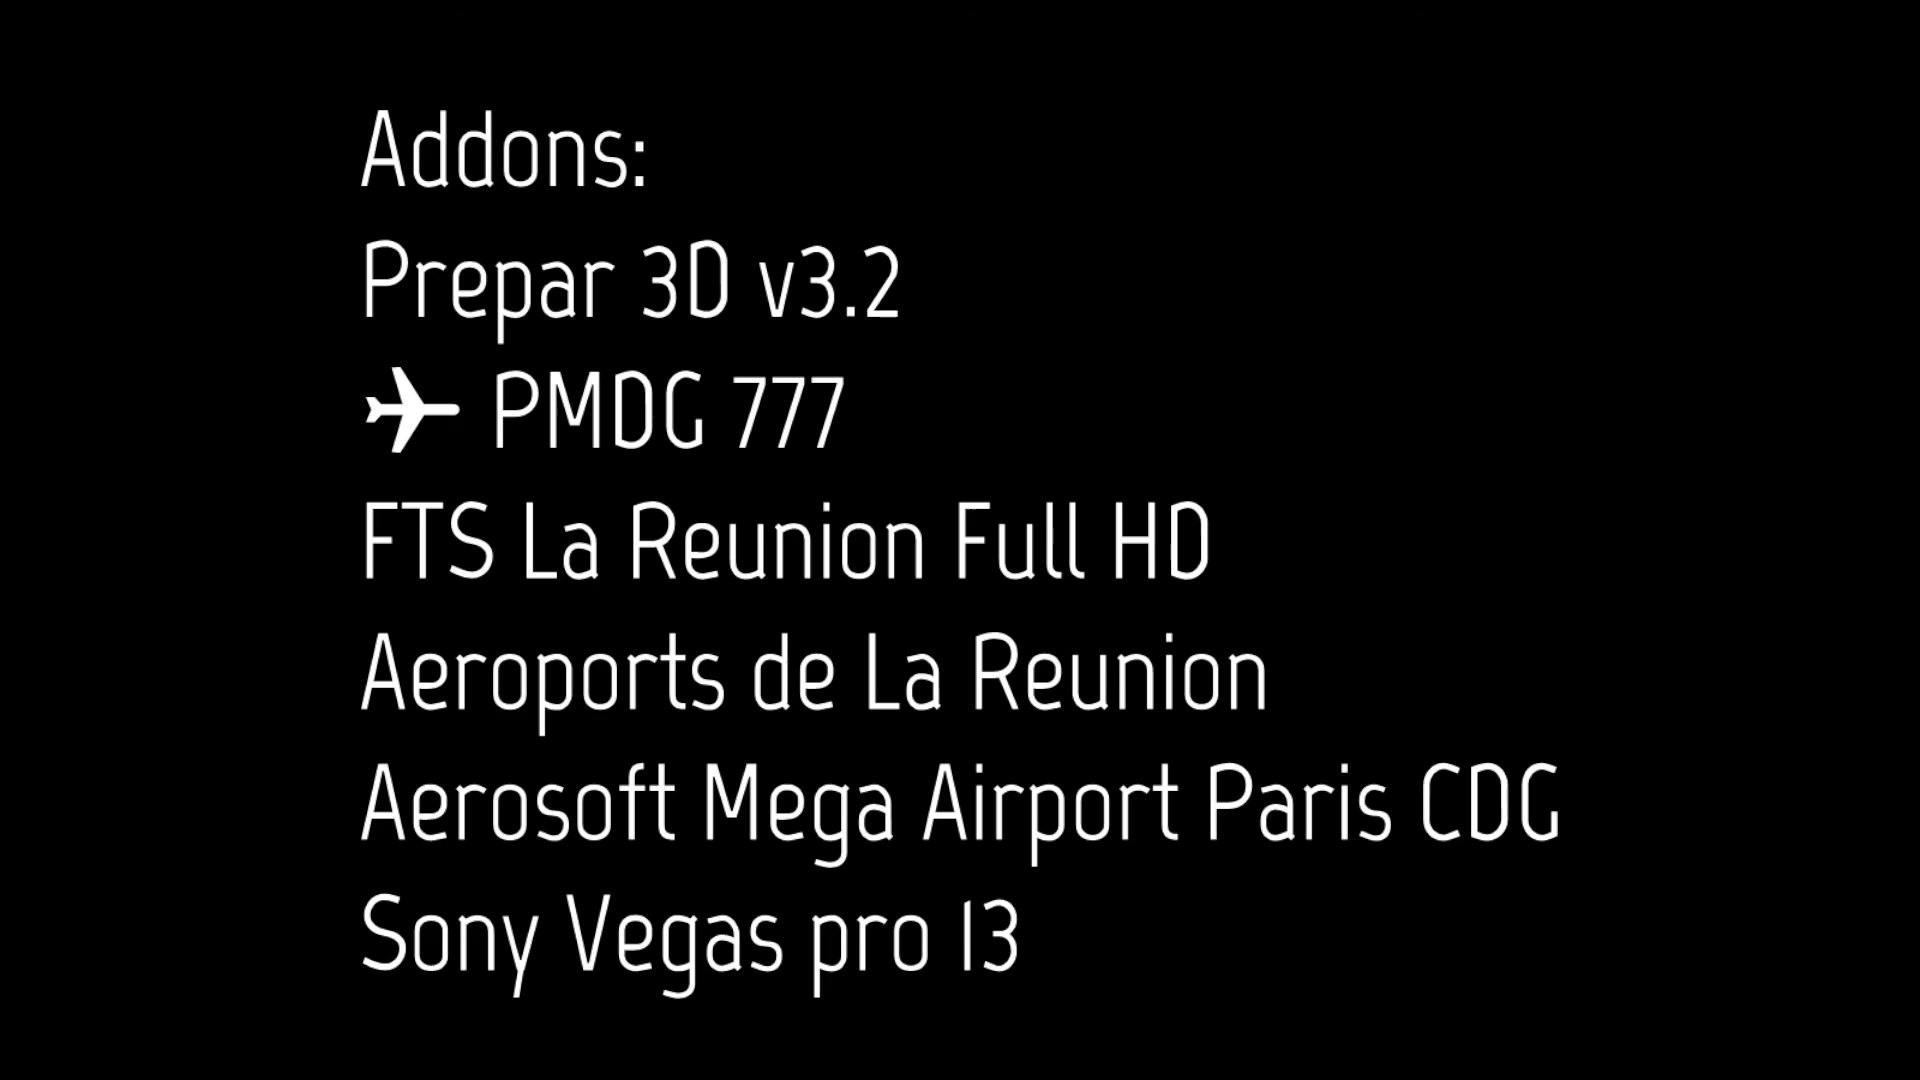 Addons:
Prepar 3D v3.2
✈ PMDG 777
FTS La Reunion Full HD
Aeroports de La Reunion
Aerosoft Mega Airport Paris CDG
Sony Vegas pro 13